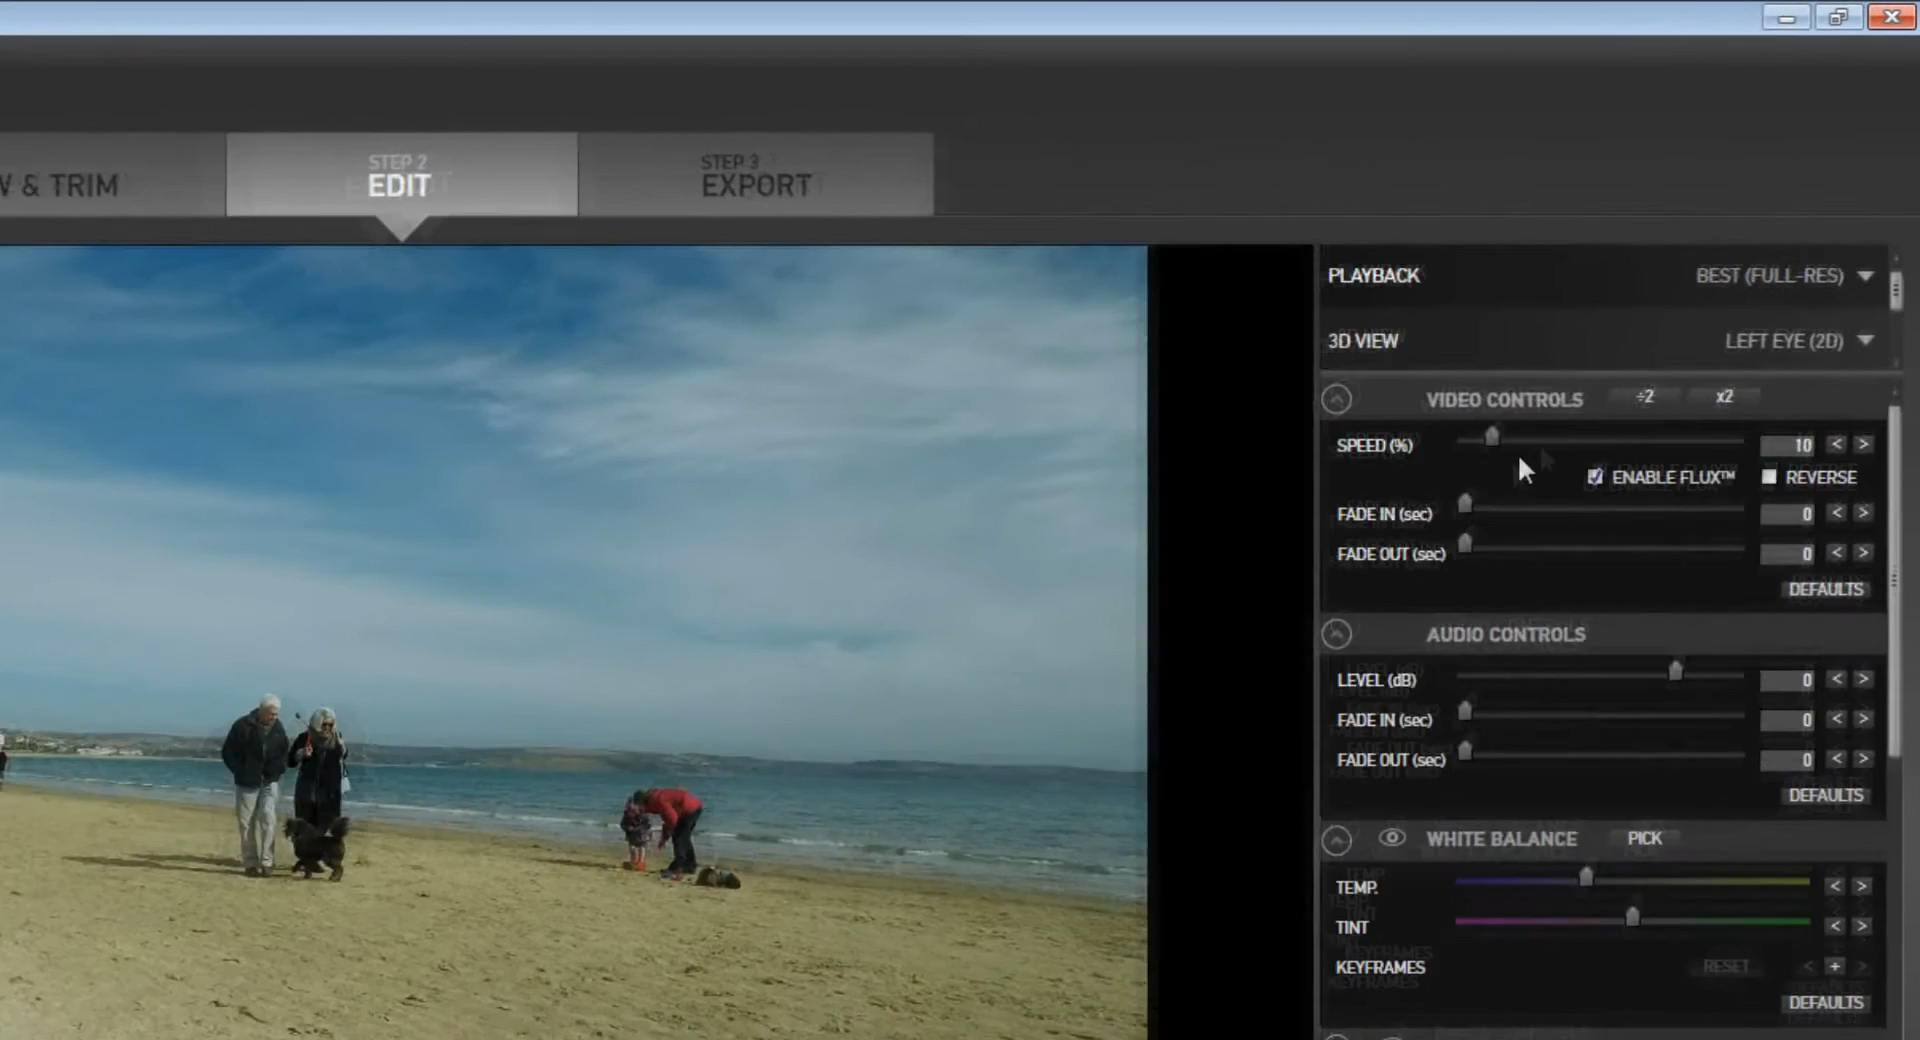 W & TRIM
STEP 2
EDIT
STEP 3
EXPORT
PLAYBACK BEST (FULL-RES)
3D VIEW LEFT EYE (2D)
VIDEO CONTROLS ÷2 x2
SPEED (%) 10 < >
ENABLE FLUX™ REVERSE
FADE IN (sec) 0 < >
FADE OUT (sec) 0 < >
DEFAULTS
AUDIO CONTROLS
LEVEL (dB) 0 < >
FADE IN (sec) 0 < >
FADE OUT (sec) 0 < >
DEFAULTS
WHITE BALANCE PICK
TEMP. < >
TINT < >
KEYFRAMES RESET < + >
DEFAULTS